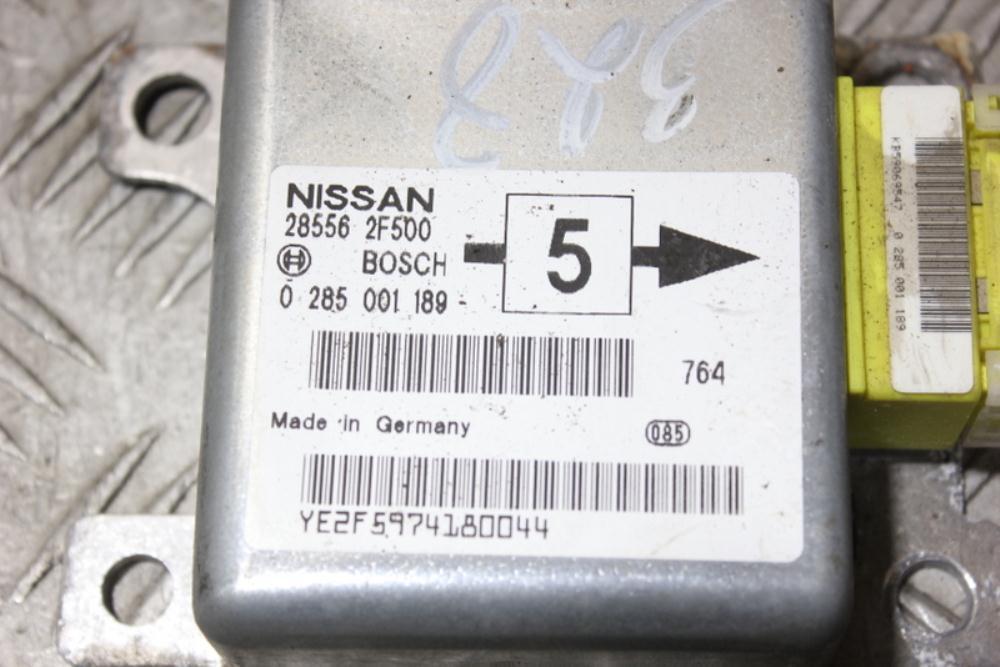 323
NISSAN
28556 2F500
BOSCH
0 285 001 189 -
5
764
Made in Germany
085
YE2F5974180044
0 285 001 189